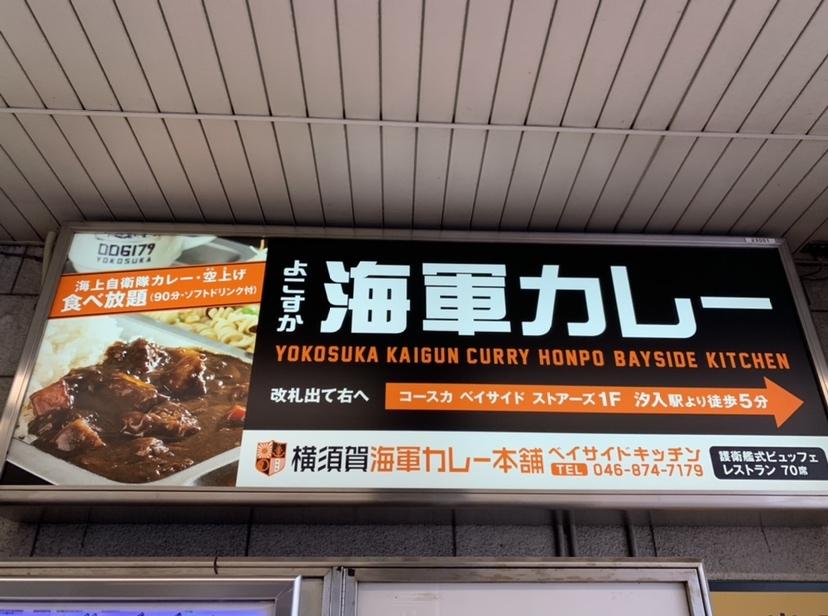 DDG179
YOKOSUKA
海上自衛隊カレー・空上げ
食べ放題(90分・ソフトドリンク付)
よこすか
海軍カレー
YOKOSUKA KAIGUN CURRY HONPO BAYSIDE KITCHEN
改札出て右へ
コースカ ベイサイド ストアーズ1F 汐入駅より徒歩5分
横須賀海軍カレー本舗 ベイサイドキッチン
TEL 046-874-7179
護衛艦式ビュッフェ
レストラン 70席